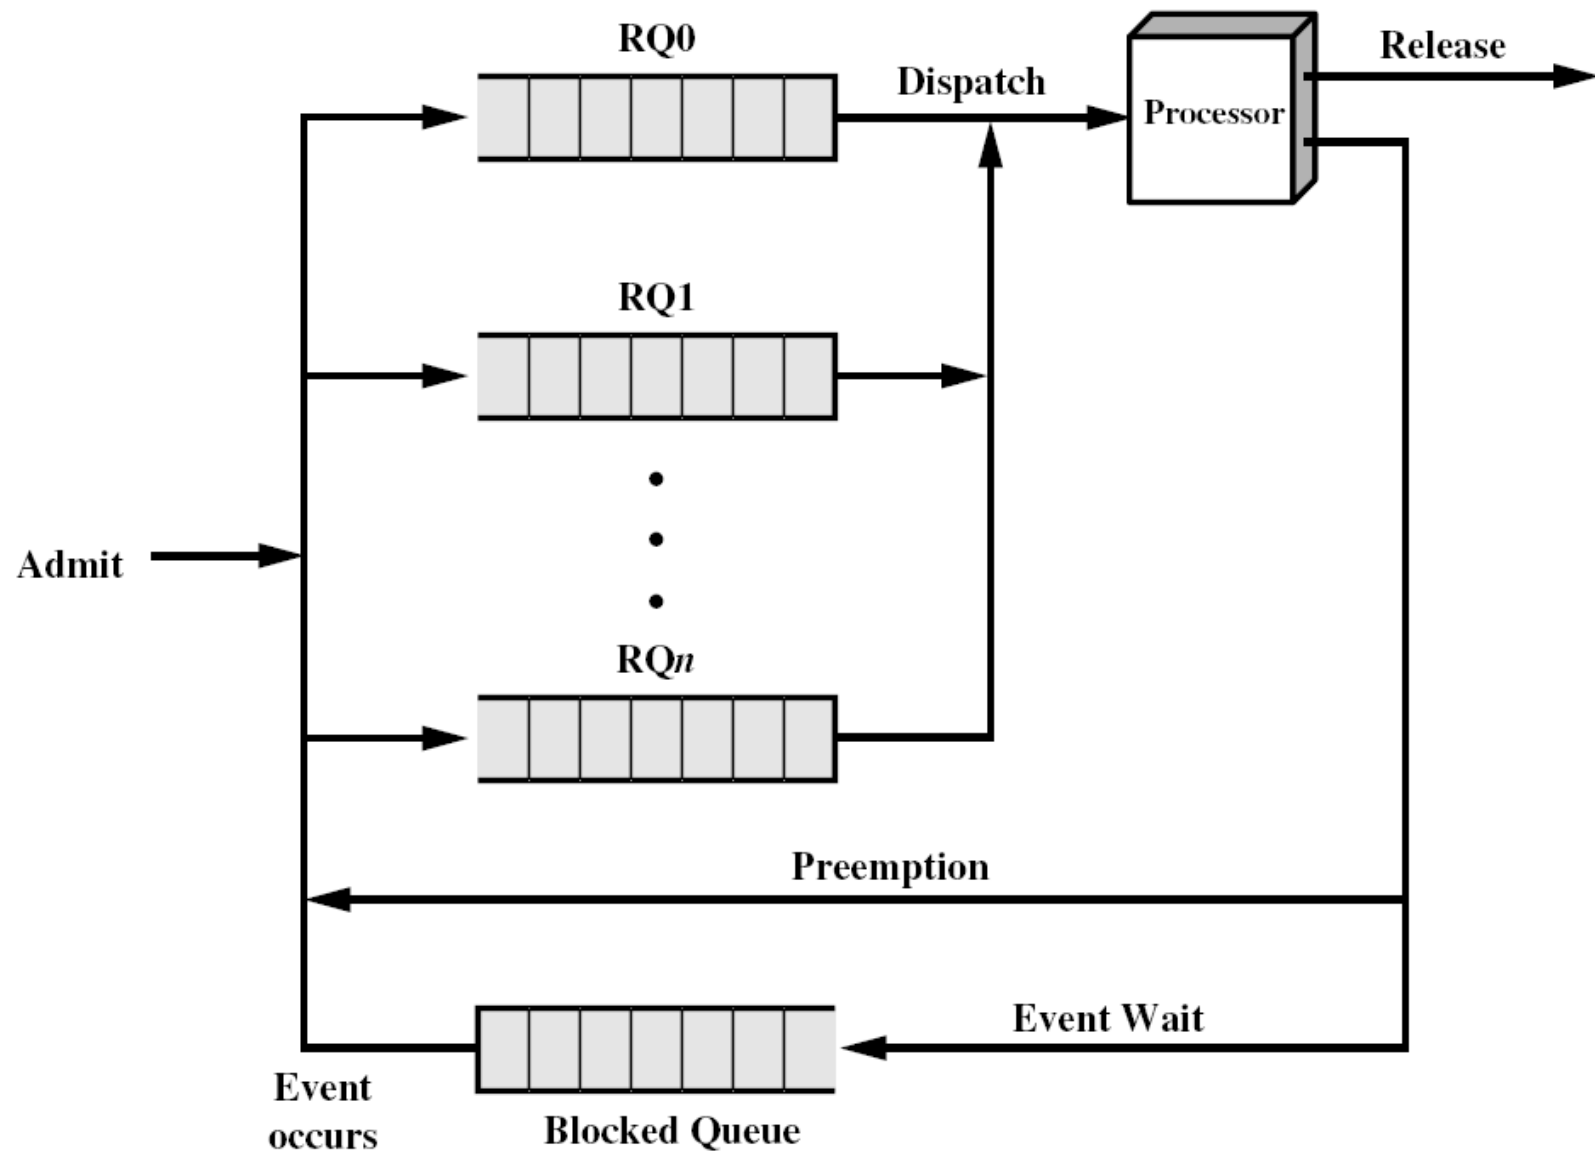 RQ0
Release
Dispatch
Processor
RQ1
Admit
RQn
Preemption
Event Wait
Event
occurs
Blocked Queue